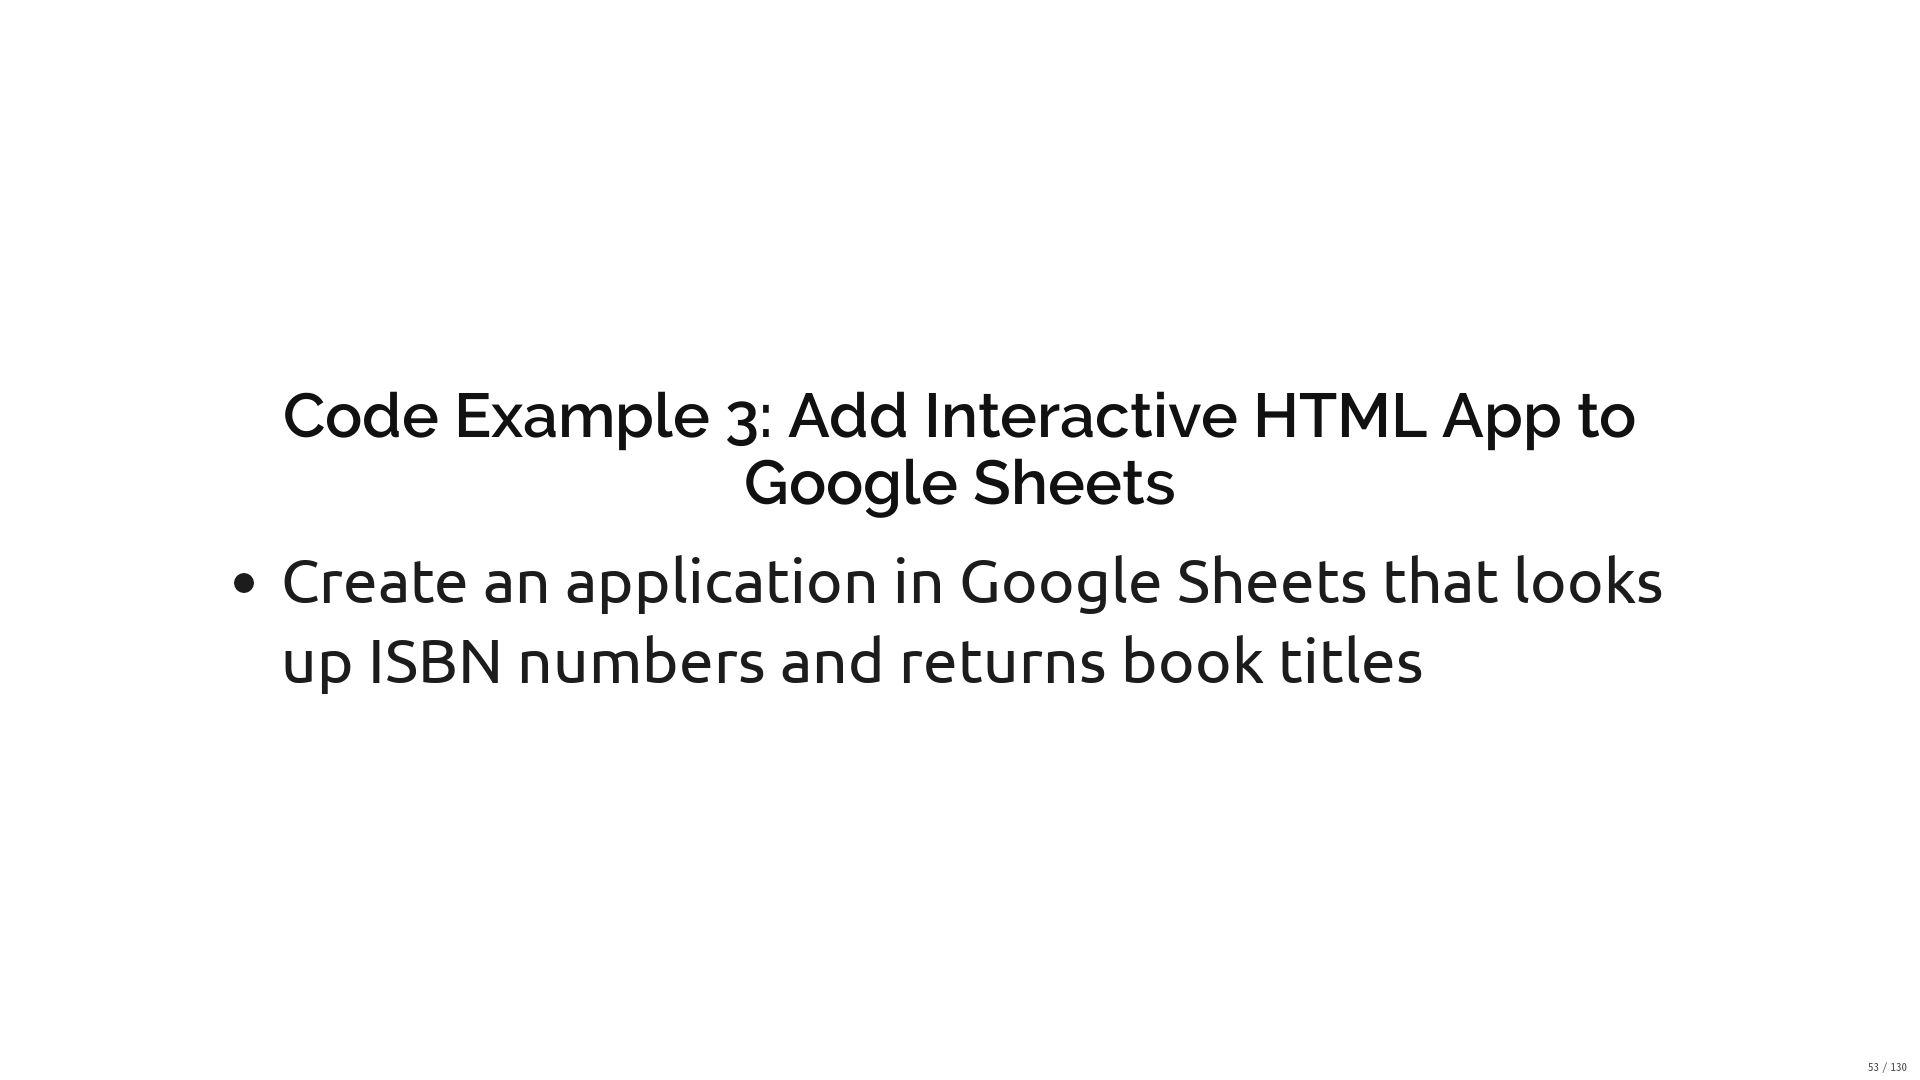 Code Example 3: Add Interactive HTML App to
Google Sheets
• Create an application in Google Sheets that looks
up ISBN numbers and returns book titles
53 / 130